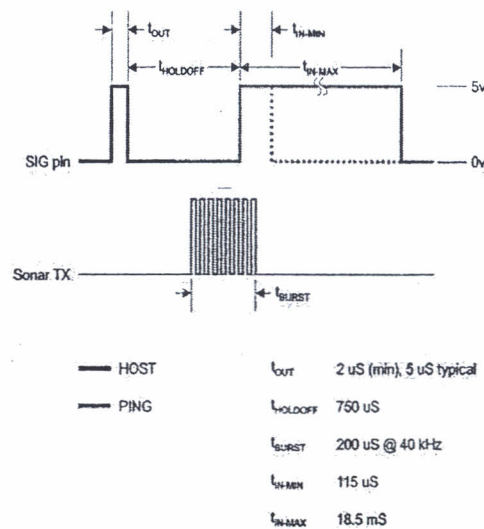 tOUT
tIN-MIN
tHOLDOFF
tIN-MAX
5v
SIG pin
0v
Sonar TX
tBURST
HOST
PING
tOUT 2 uS (min), 5 uS typical
tHOLDOFF 750 uS
tBURST 200 uS @ 40 kHz
tIN-MIN 115 uS
tIN-MAX 18.5 mS